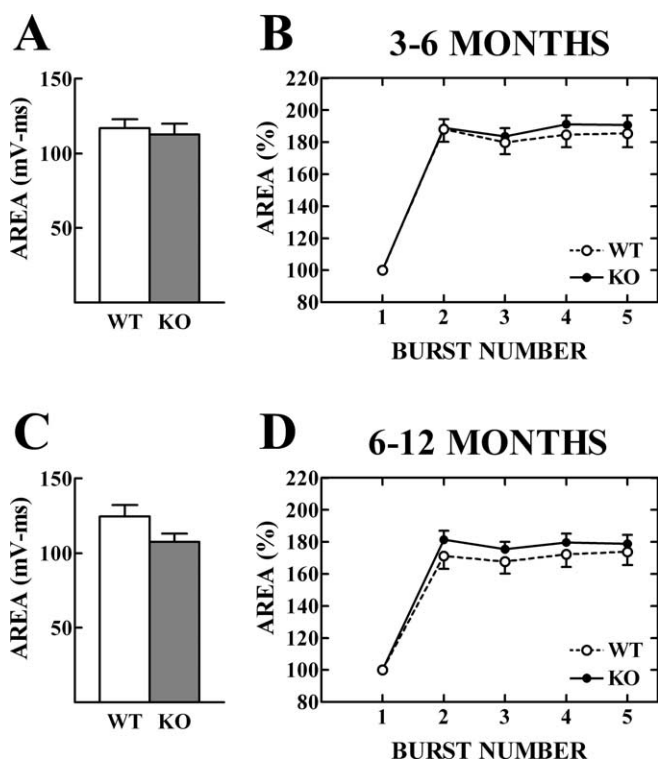 A
AREA (mV-ms)
150
100
50
WT KO
B
3-6 MONTHS
AREA (%)
220
200
180
160
140
120
100
80
WT
KO
1 2 3 4 5
BURST NUMBER
C
AREA (mV-ms)
150
100
50
WT KO
D
6-12 MONTHS
AREA (%)
220
200
180
160
140
120
100
80
WT
KO
1 2 3 4 5
BURST NUMBER